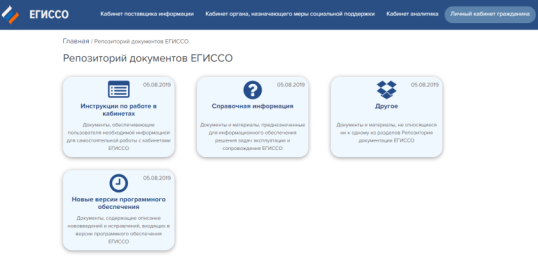 ЕГИССО
Кабинет поставщика информации
Кабинет органа, назначающего меры социальной поддержки
Кабинет аналитика
Личный кабинет гражданина
Главная / Репозиторий документов ЕГИССО
Репозиторий документов ЕГИССО
05.08.2019
Инструкции по работе в
кабинетах
Документы, обеспечивающие
пользователя необходимой информацией
для самостоятельной работы с кабинетами
ЕГИССО
05.08.2019
Справочная информация
Документы и материалы, предназначенные
для информационного обеспечения
решения задач эксплуатации и
сопровождения ЕГИССО
05.08.2019
Другое
Документы и материалы, не относящиеся
ни к одному из разделов Репозитория
документации ЕГИССО
05.08.2019
Новые версии программного
обеспечения
Документы, содержащие описание
нововведений и исправлений, входящих в
версии программного обеспечения
ЕГИССО